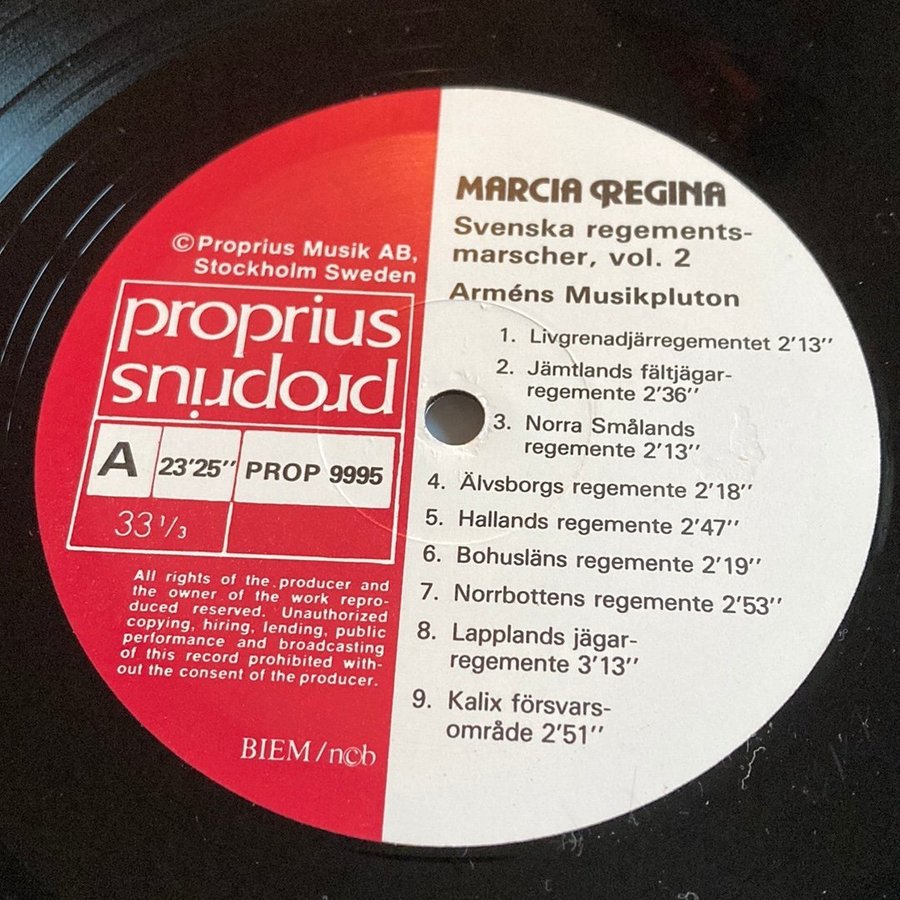 ©Proprius Musik AB,
Stockholm Sweden
proprius
proprius
A 23'25'' PROP 9995
33 1/3
All rights of the producer and
the owner of the work repro-
duced reserved. Unauthorized
copying, hiring, lending, public
performance and broadcasting
of this record prohibited with-
out the consent of the producer.
BIEM/n©b
MARCIA REGINA
Svenska regements-
marscher, vol. 2
Arméns Musikpluton
1. Livgrenadjärregementet 2'13''
2. Jämtlands fältjägar-
regemente 2'36''
3. Norra Smålands
regemente 2'13''
4. Älvsborgs regemente 2'18''
5. Hallands regemente 2'47''
6. Bohusläns regemente 2'19''
7. Norrbottens regemente 2'53''
8. Lapplands jägar-
regemente 3'13''
9. Kalix försvars-
område 2'51''